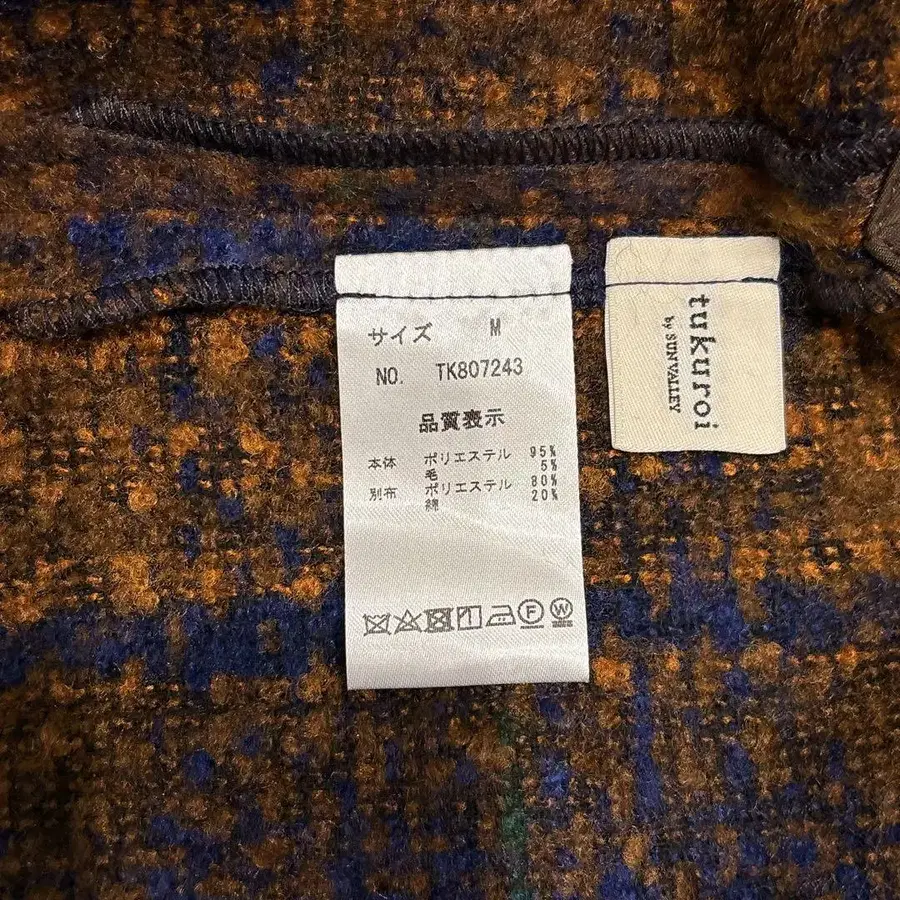 サイズ M
NO. TK807243
品質表示
本体 ポリエステル 95%
毛 5%
別布 ポリエステル 80%
綿 20%
F W
tukuroi
by SUNVALLEY